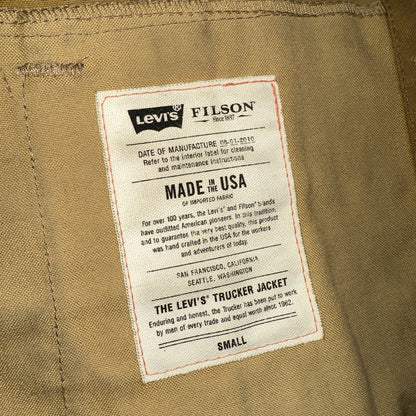 Levi's® FILSON
Since 1897
DATE OF MANUFACTURE 09-01-2010
Refer to the interior label for cleaning
and maintenance instructions
MADE IN THE USA
OF IMPORTED FABRIC
For over 100 years, the Levi's® and Filson® brands
have outfitted American pioneers. In this tradition,
and to guarantee the very best quality, this product
was hand crafted in the USA for the workers
and adventurers of today.
SAN FRANCISCO, CALIFORNIA
SEATTLE, WASHINGTON
THE LEVI'S® TRUCKER JACKET
Enduring and honest, the Trucker has been put to work
by men of every trade and equal worth since 1962.
SMALL